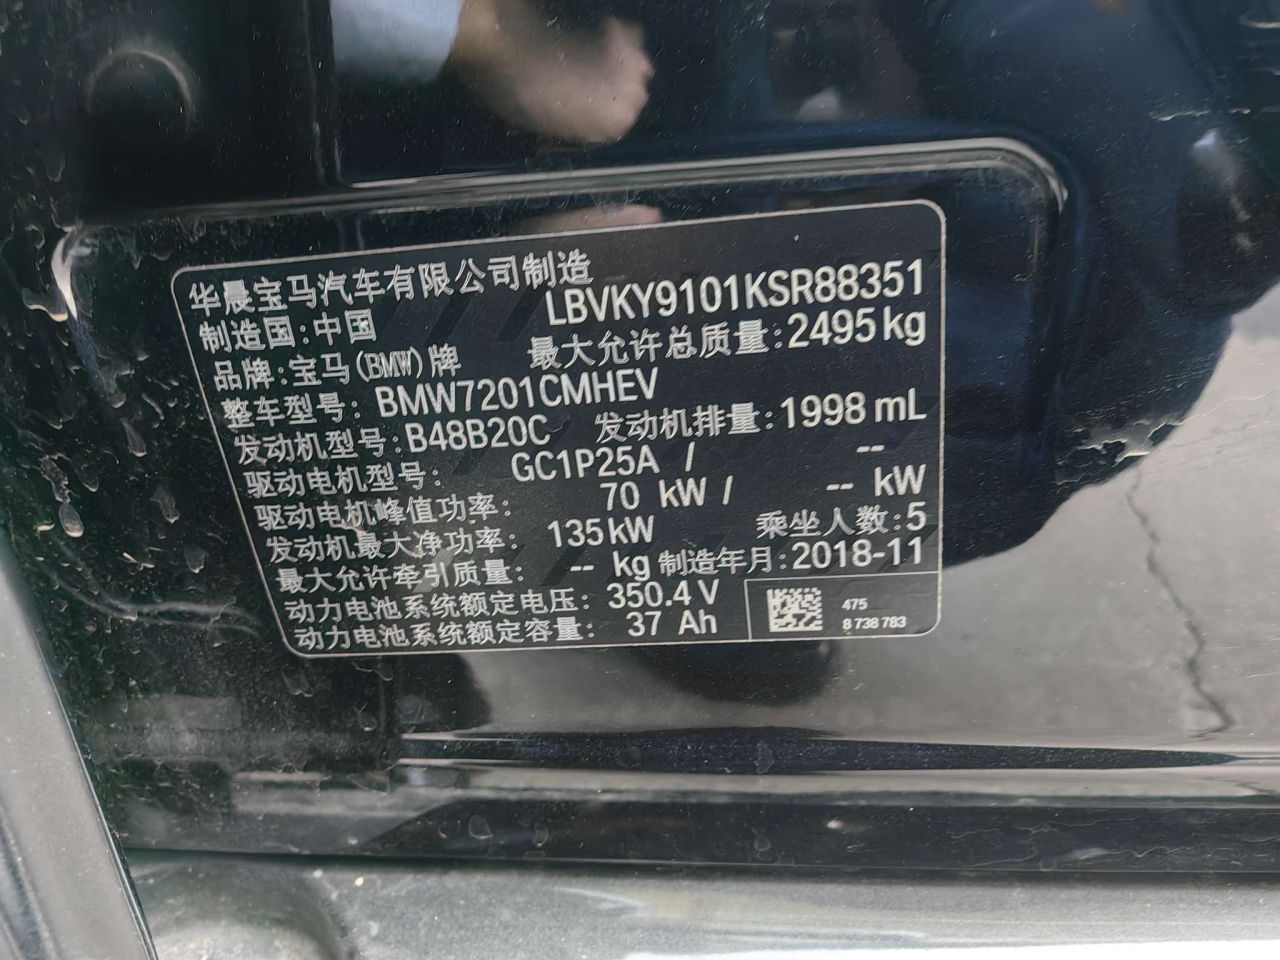 华晨宝马汽车有限公司制造
制造国:中国 LBVKY9101KSR88351
品牌:宝马(BMW)牌 最大允许总质量:2495kg
整车型号: BMW7201CMHEV
发动机型号:B48B20C 发动机排量:1998 mL
驱动电机型号: GC1P25A / --
驱动电机峰值功率: 70 kW / -- kW
发动机最大净功率: 135kW 乘坐人数:5
最大允许牵引质量: -- kg 制造年月:2018-11
动力电池系统额定电压: 350.4 V
动力电池系统额定容量: 37 Ah
475
8 738 783